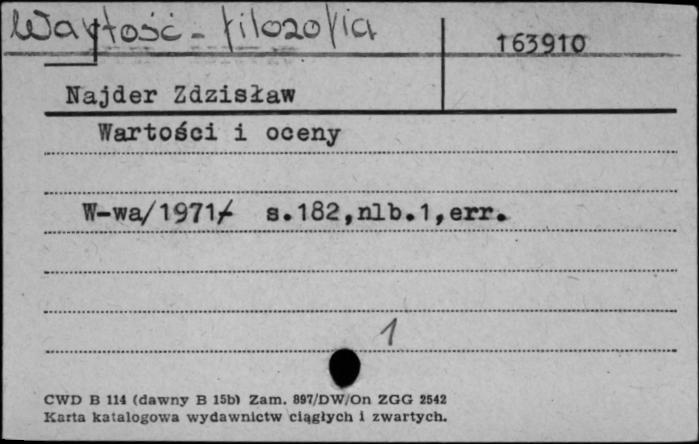 Wartość - filozofia
163910
Najder Zdzisław
Wartości i oceny
W-wa/1971/ s.182,nlb.1,err.
1
CWD B 114 (dawny B 15b) Zam. 897/DW/On ZGG 2542
Karta katalogowa wydawnictw ciągłych i zwartych.